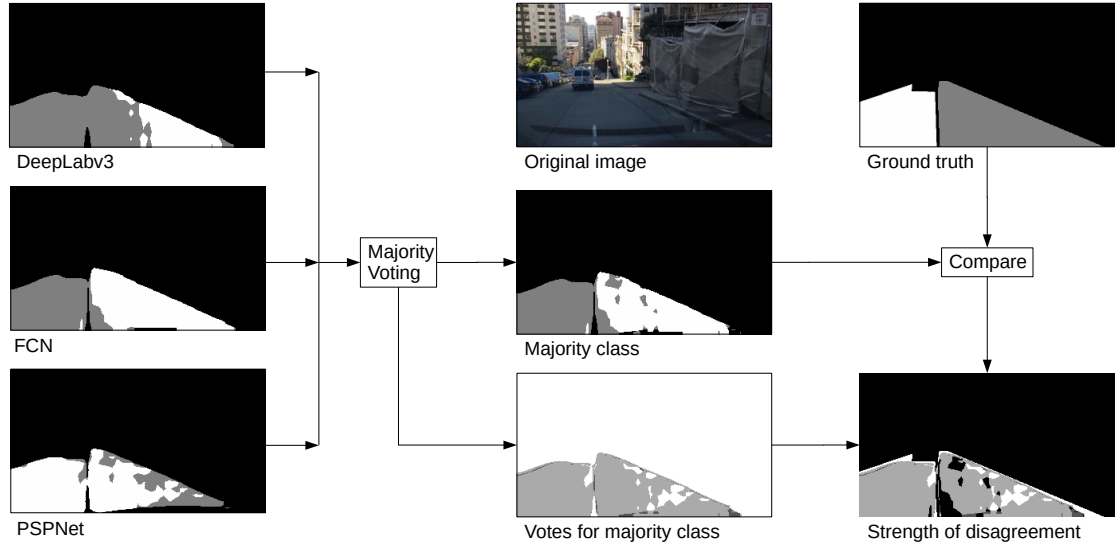 DeepLabv3
Original image
Ground truth
Majority
Voting
Compare
FCN
Majority class
PSPNet
Votes for majority class
Strength of disagreement